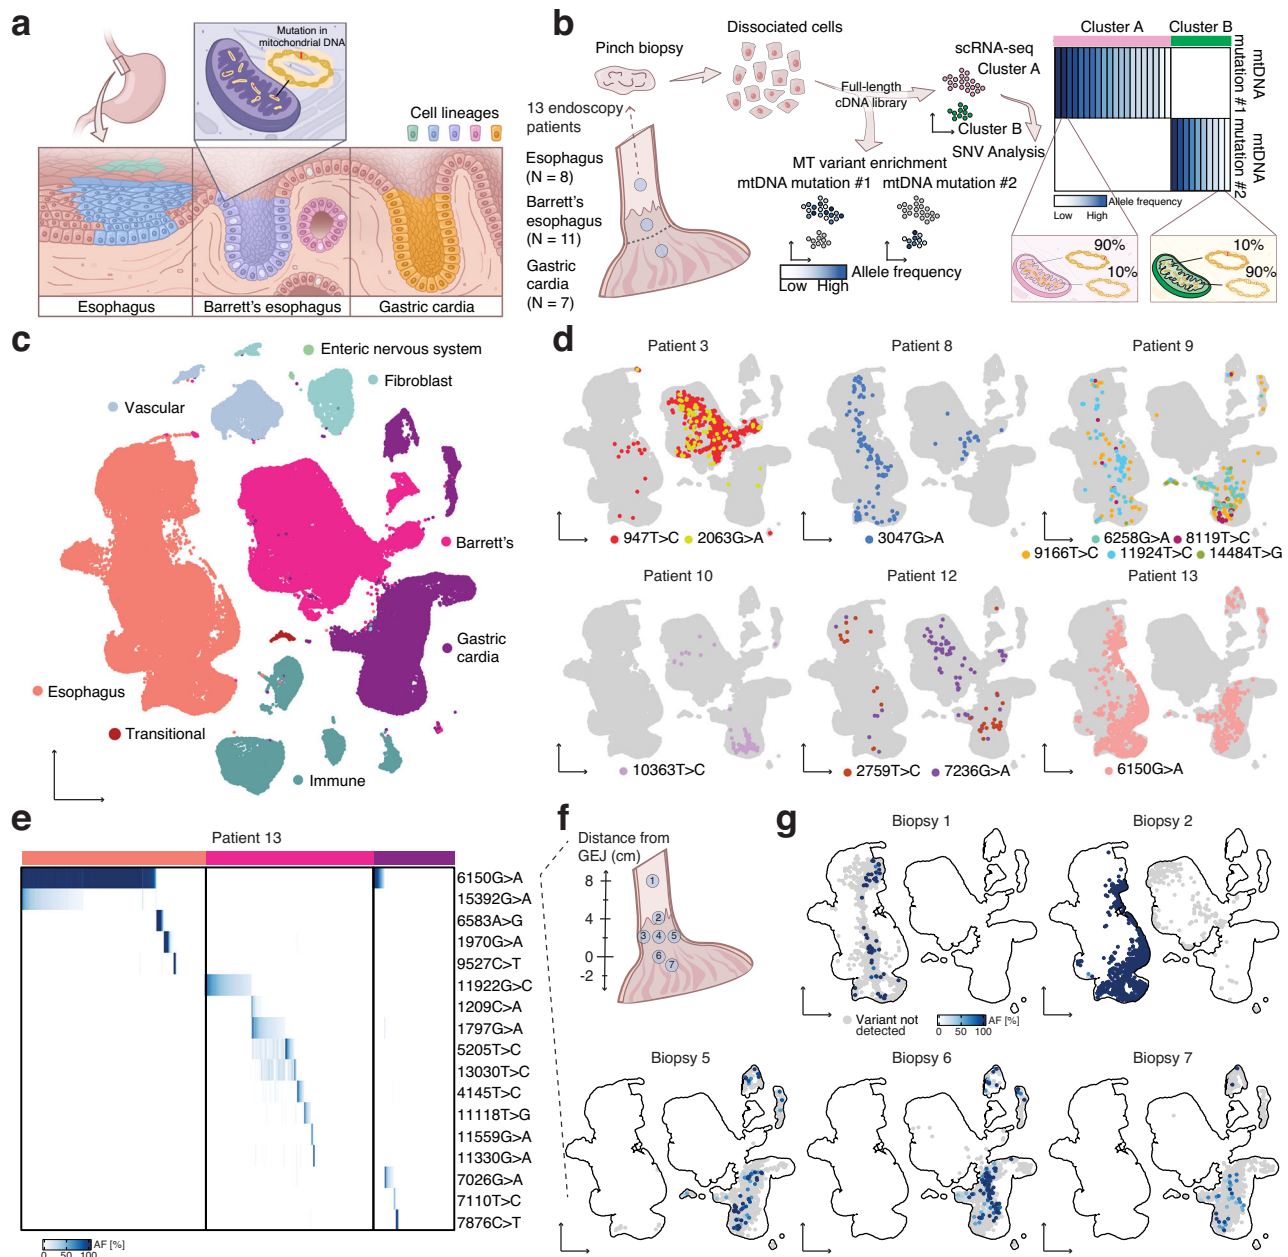 a
Mutation in
mitochondrial DNA
Cell lineages
Esophagus
Barrett's esophagus
Gastric cardia
b
Pinch biopsy
Dissociated cells
13 endoscopy
patients
Esophagus
(N = 8)
Barrett's
esophagus
(N = 11)
Gastric
cardia
(N = 7)
Full-length
cDNA library
scRNA-seq
Cluster A
Cluster B
SNV Analysis
MT variant enrichment
mtDNA mutation #1
mtDNA mutation #2
Allele frequency
Low
High
Cluster A
Cluster B
mtDNA
mutation #1
mtDNA
mutation #2
Allele frequency
Low
High
90%
10%
10%
90%
c
Enteric nervous system
Fibroblast
Vascular
Barrett's
Gastric
cardia
Esophagus
Transitional
Immune
d
Patient 3
947T>C
2063G>A
Patient 8
3047G>A
Patient 9
6258G>A
8119T>C
9166T>C
11924T>C
14484T>G
Patient 10
10363T>C
Patient 12
2759T>C
7236G>A
Patient 13
6150G>A
e
Patient 13
6150G>A
15392G>A
6583A>G
1970G>A
9527C>T
11922G>C
1209C>A
1797G>A
5205T>C
13030T>C
4145T>C
11118T>G
11559G>A
11330G>A
7026G>A
7110T>C
7876C>T
AF [%]
0 50 100
f
Distance from
GEJ (cm)
8
4
0
-2
1
2
3
4
5
6
7
g
Biopsy 1
Variant not
detected
AF [%]
0 50 100
Biopsy 2
Biopsy 5
Biopsy 6
Biopsy 7